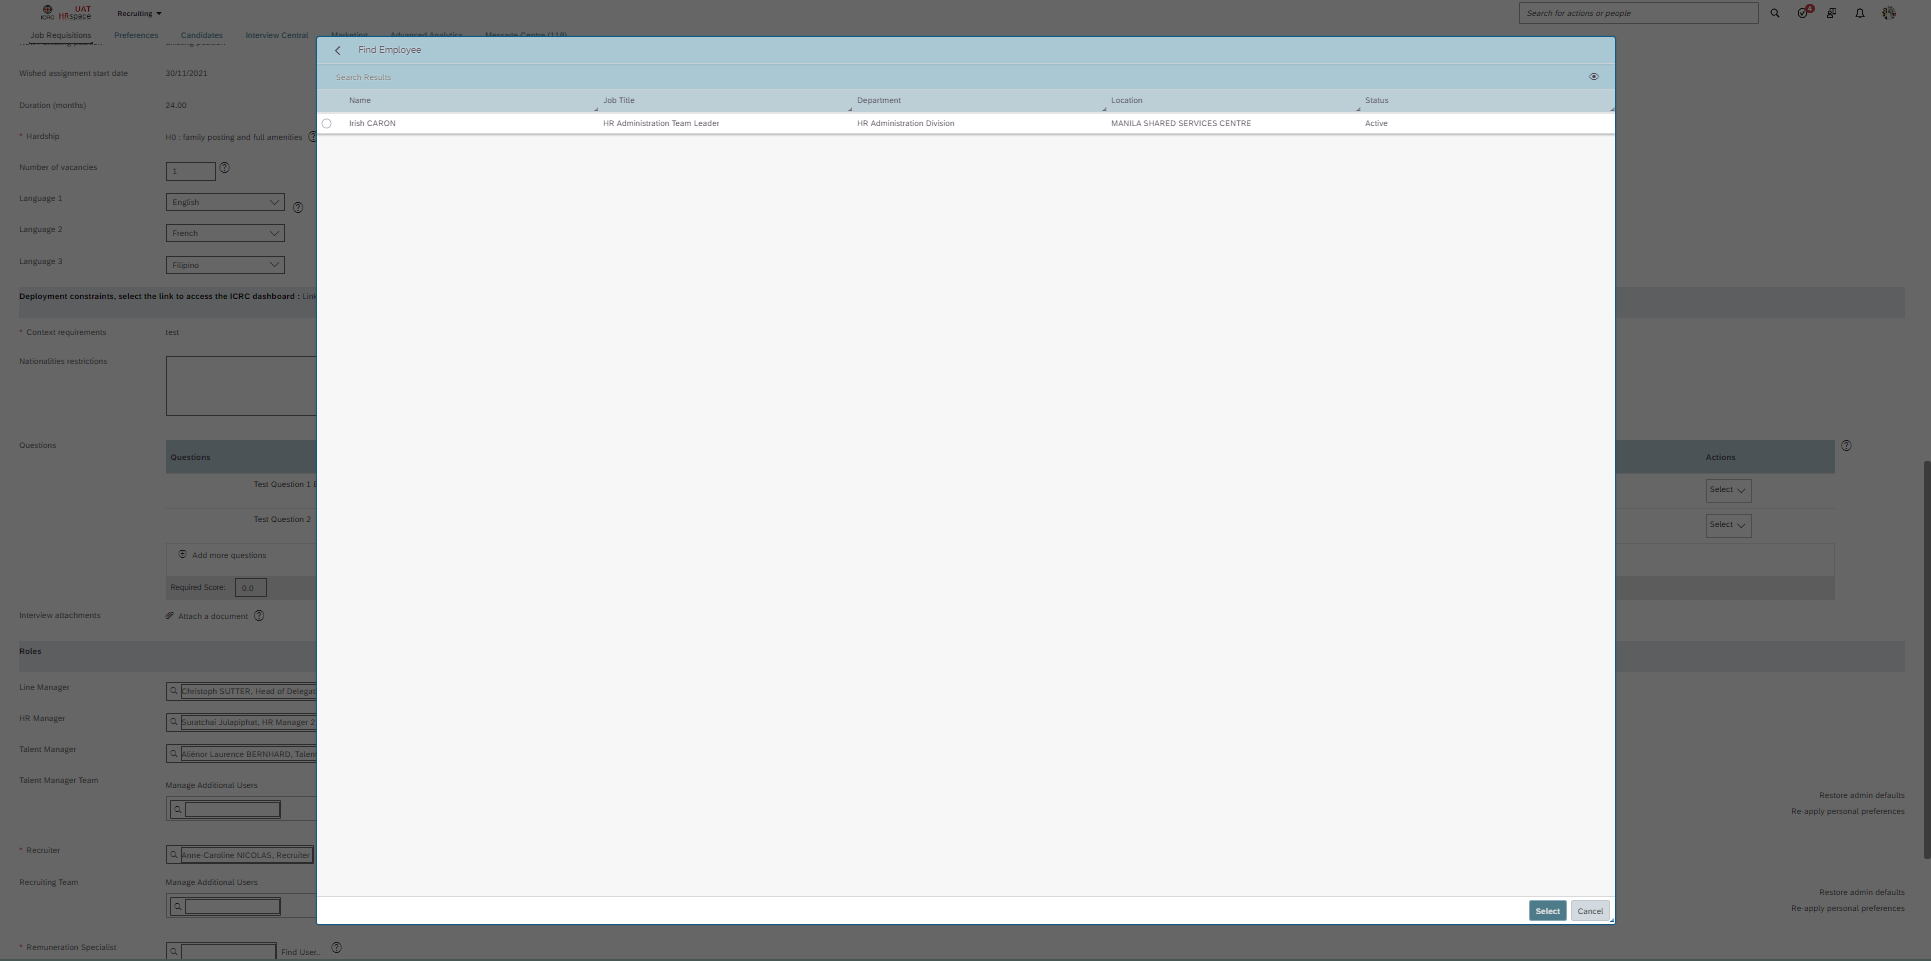 UAT
ICRC HRspace
Recruiting
Search for actions or people
4
Job Requisitions
Preferences
Candidates
Interview Central
Marketing
Advanced Analytics
Message Centre (118)
Find Employee
Search Results
Name
Job Title
Department
Location
Status
Irish CARON
HR Administration Team Leader
HR Administration Division
MANILA SHARED SERVICES CENTRE
Active
Wished assignment start date
30/11/2021
Duration (months)
24.00
* Hardship
H0 : family posting and full amenities
Number of vacancies
1
Language 1
English
Language 2
French
Language 3
Filipino
Deployment constraints, select the link to access the ICRC dashboard : Link
* Context requirements
test
Nationalities restrictions
Questions
Questions
Actions
Test Question 1
Select
Test Question 2
Select
Add more questions
Required Score:
0.0
Interview attachments
Attach a document
Roles
Line Manager
Christoph SUTTER, Head of Delegat
HR Manager
Suratchai Julapiphat, HR Manager 2
Talent Manager
Aliénor Laurence BERNHARD, Talen
Talent Manager Team
Manage Additional Users
Restore admin defaults
Re-apply personal preferences
* Recruiter
Anne-Caroline NICOLAS, Recruiter
Recruiting Team
Manage Additional Users
Restore admin defaults
Re-apply personal preferences
Select
Cancel
* Remuneration Specialist
Find User...